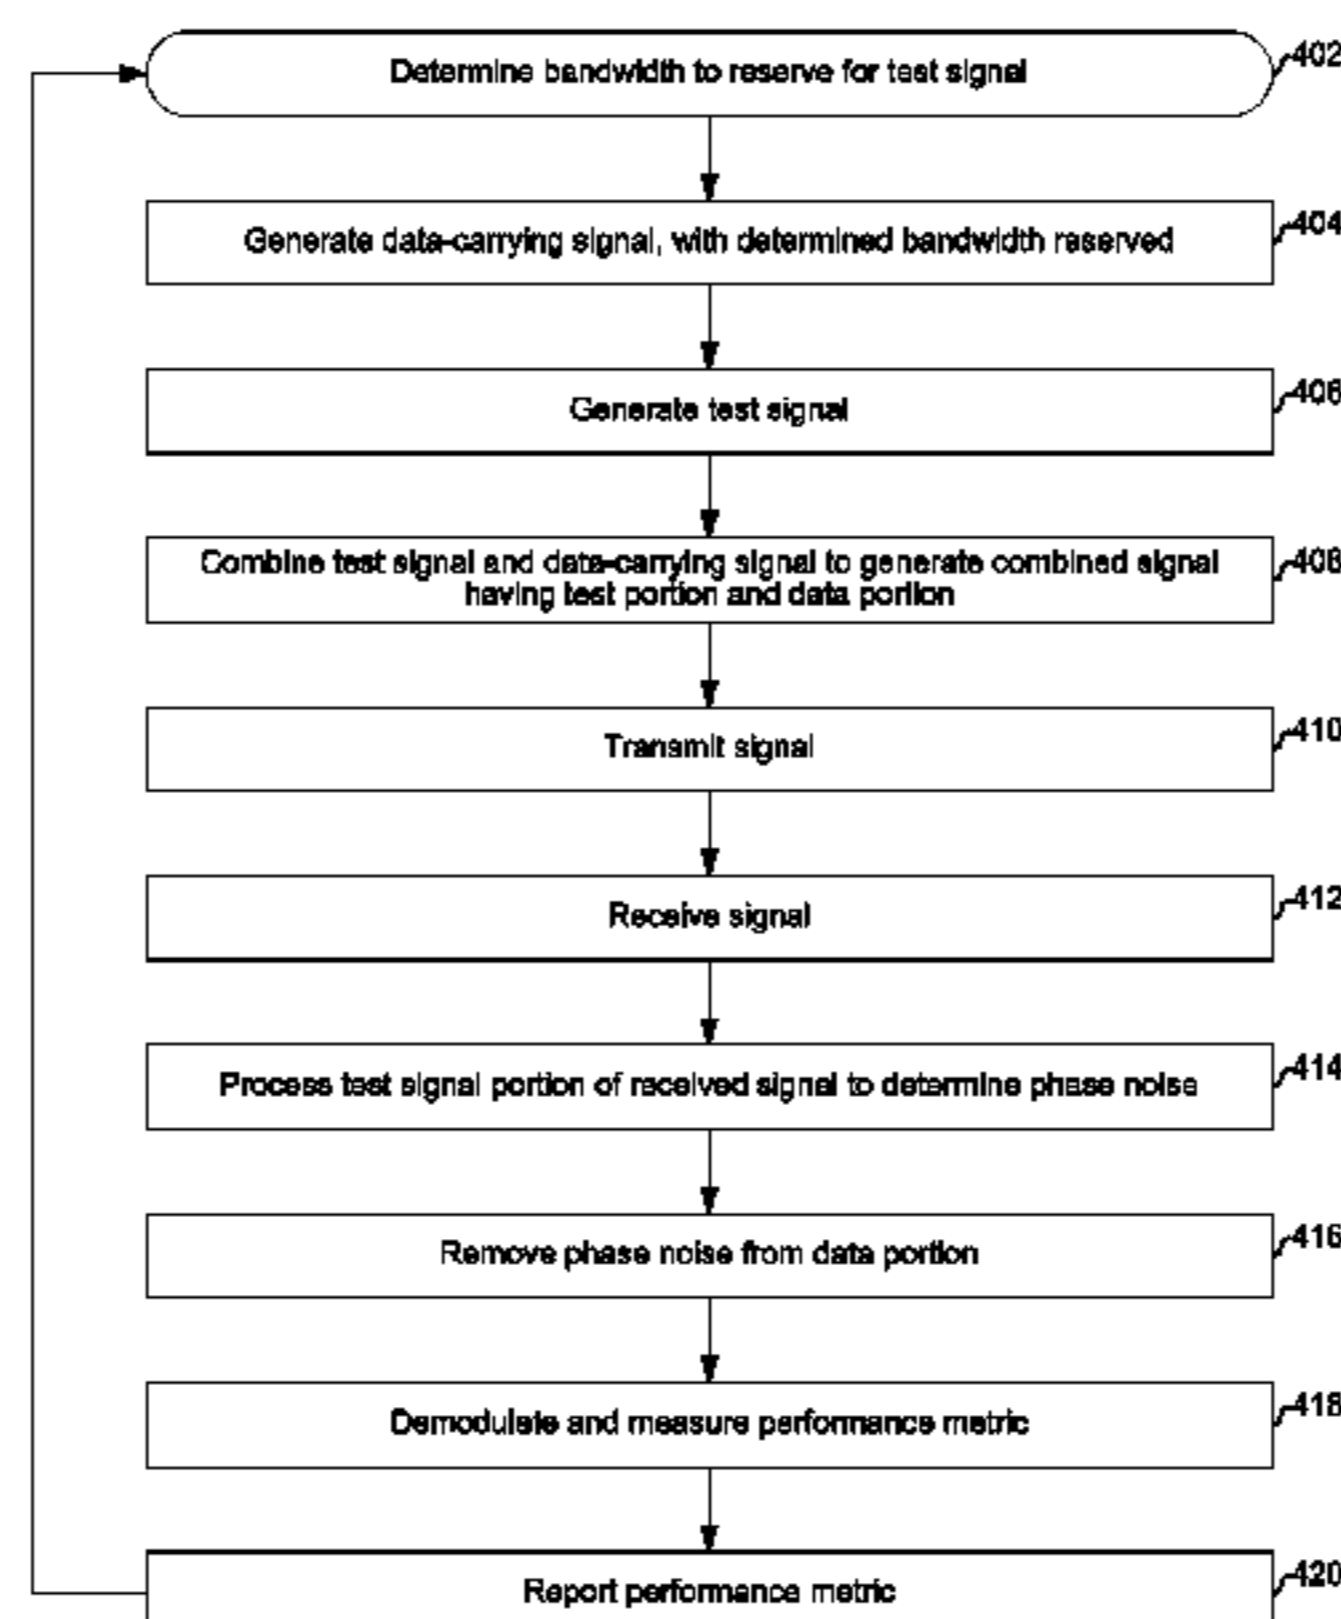 Determine bandwidth to reserve for test signal
402
Generate data-carrying signal, with determined bandwidth reserved
404
Generate test signal
406
Combine test signal and data-carrying signal to generate combined signal
having test portion and data portion
408
Transmit signal
410
Receive signal
412
Process test signal portion of received signal to determine phase noise
414
Remove phase noise from data portion
416
Demodulate and measure performance metric
418
Report performance metric
420